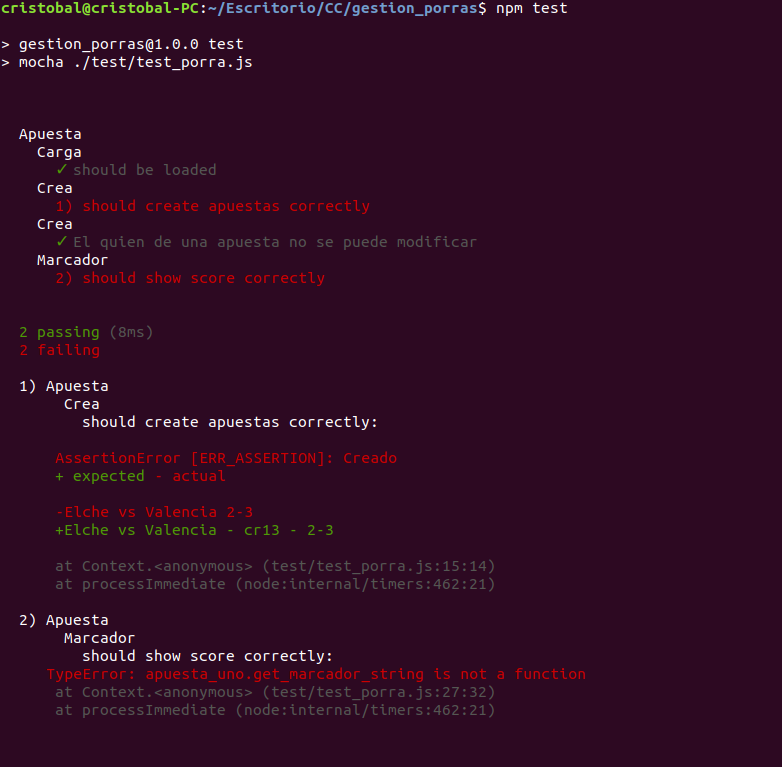 cristobal@cristobal-PC:~/Escritorio/CC/gestion_porras$ npm test
> gestion_porras@1.0.0 test
> mocha ./test/test_porra.js
Apuesta
Carga
✓ should be loaded
Crea
1) should create apuestas correctly
Crea
✓ El quien de una apuesta no se puede modificar
Marcador
2) should show score correctly
2 passing (8ms)
2 failing
1) Apuesta
Crea
should create apuestas correctly:
AssertionError [ERR_ASSERTION]: Creado
+ expected - actual
-Elche vs Valencia 2-3
+Elche vs Valencia - cr13 - 2-3
at Context.<anonymous> (test/test_porra.js:15:14)
at processImmediate (node:internal/timers:462:21)
2) Apuesta
Marcador
should show score correctly:
TypeError: apuesta_uno.get_marcador_string is not a function
at Context.<anonymous> (test/test_porra.js:27:32)
at processImmediate (node:internal/timers:462:21)